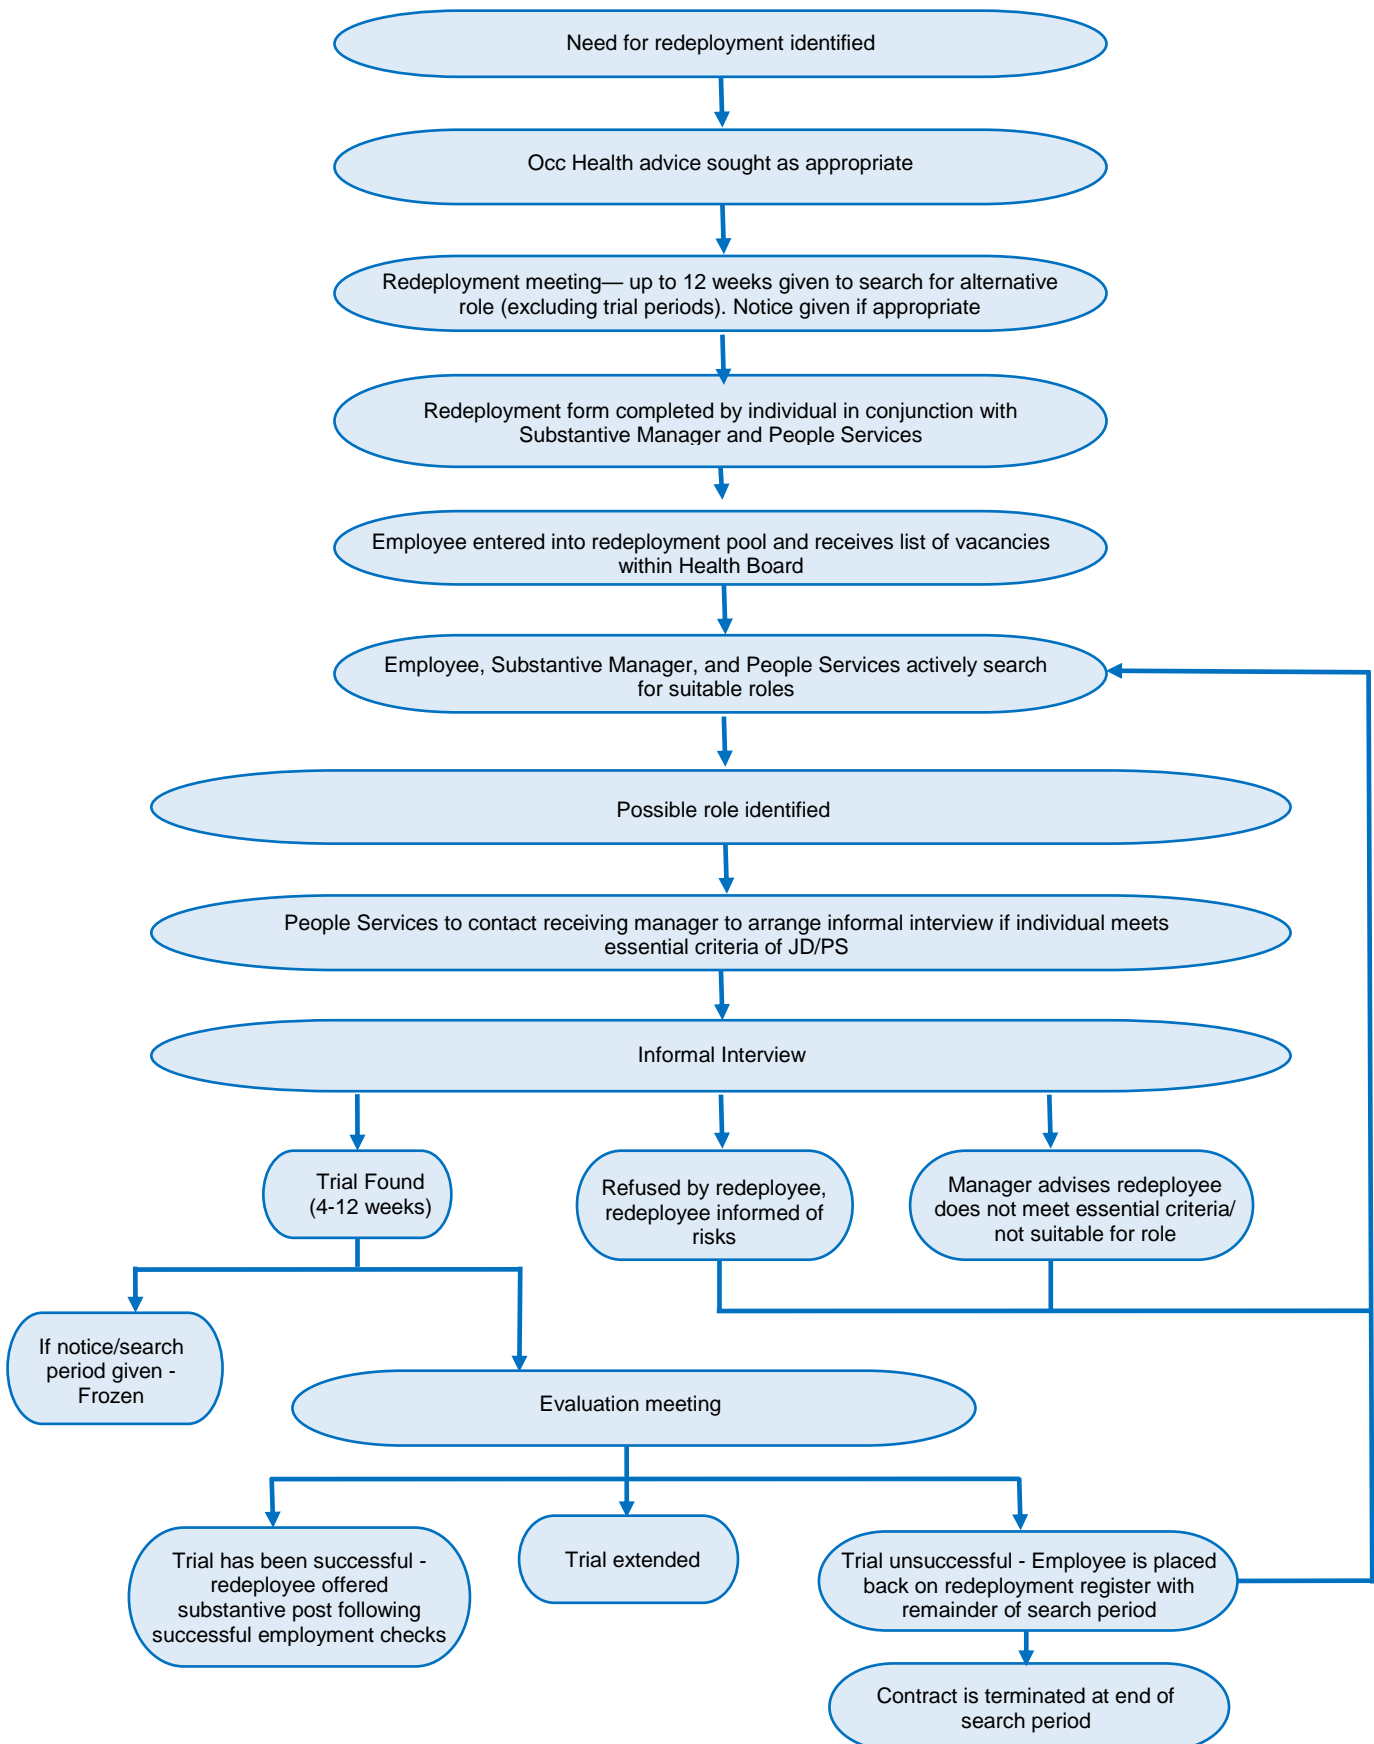 Need for redeployment identified
Occ Health advice sought as appropriate
Redeployment meeting— up to 12 weeks given to search for alternative
role (excluding trial periods). Notice given if appropriate
Redeployment form completed by individual in conjunction with
Substantive Manager and People Services
Employee entered into redeployment pool and receives list of vacancies
within Health Board
Employee, Substantive Manager, and People Services actively search
for suitable roles
Possible role identified
People Services to contact receiving manager to arrange informal interview if individual meets
essential criteria of JD/PS
Informal Interview
Trial Found
(4-12 weeks)
Refused by redeployee,
redeployee informed of
risks
Manager advises redeployee
does not meet essential criteria/
not suitable for role
If notice/search
period given -
Frozen
Evaluation meeting
Trial has been successful -
redeployee offered
substantive post following
successful employment checks
Trial extended
Trial unsuccessful - Employee is placed
back on redeployment register with
remainder of search period
Contract is terminated at end of
search period